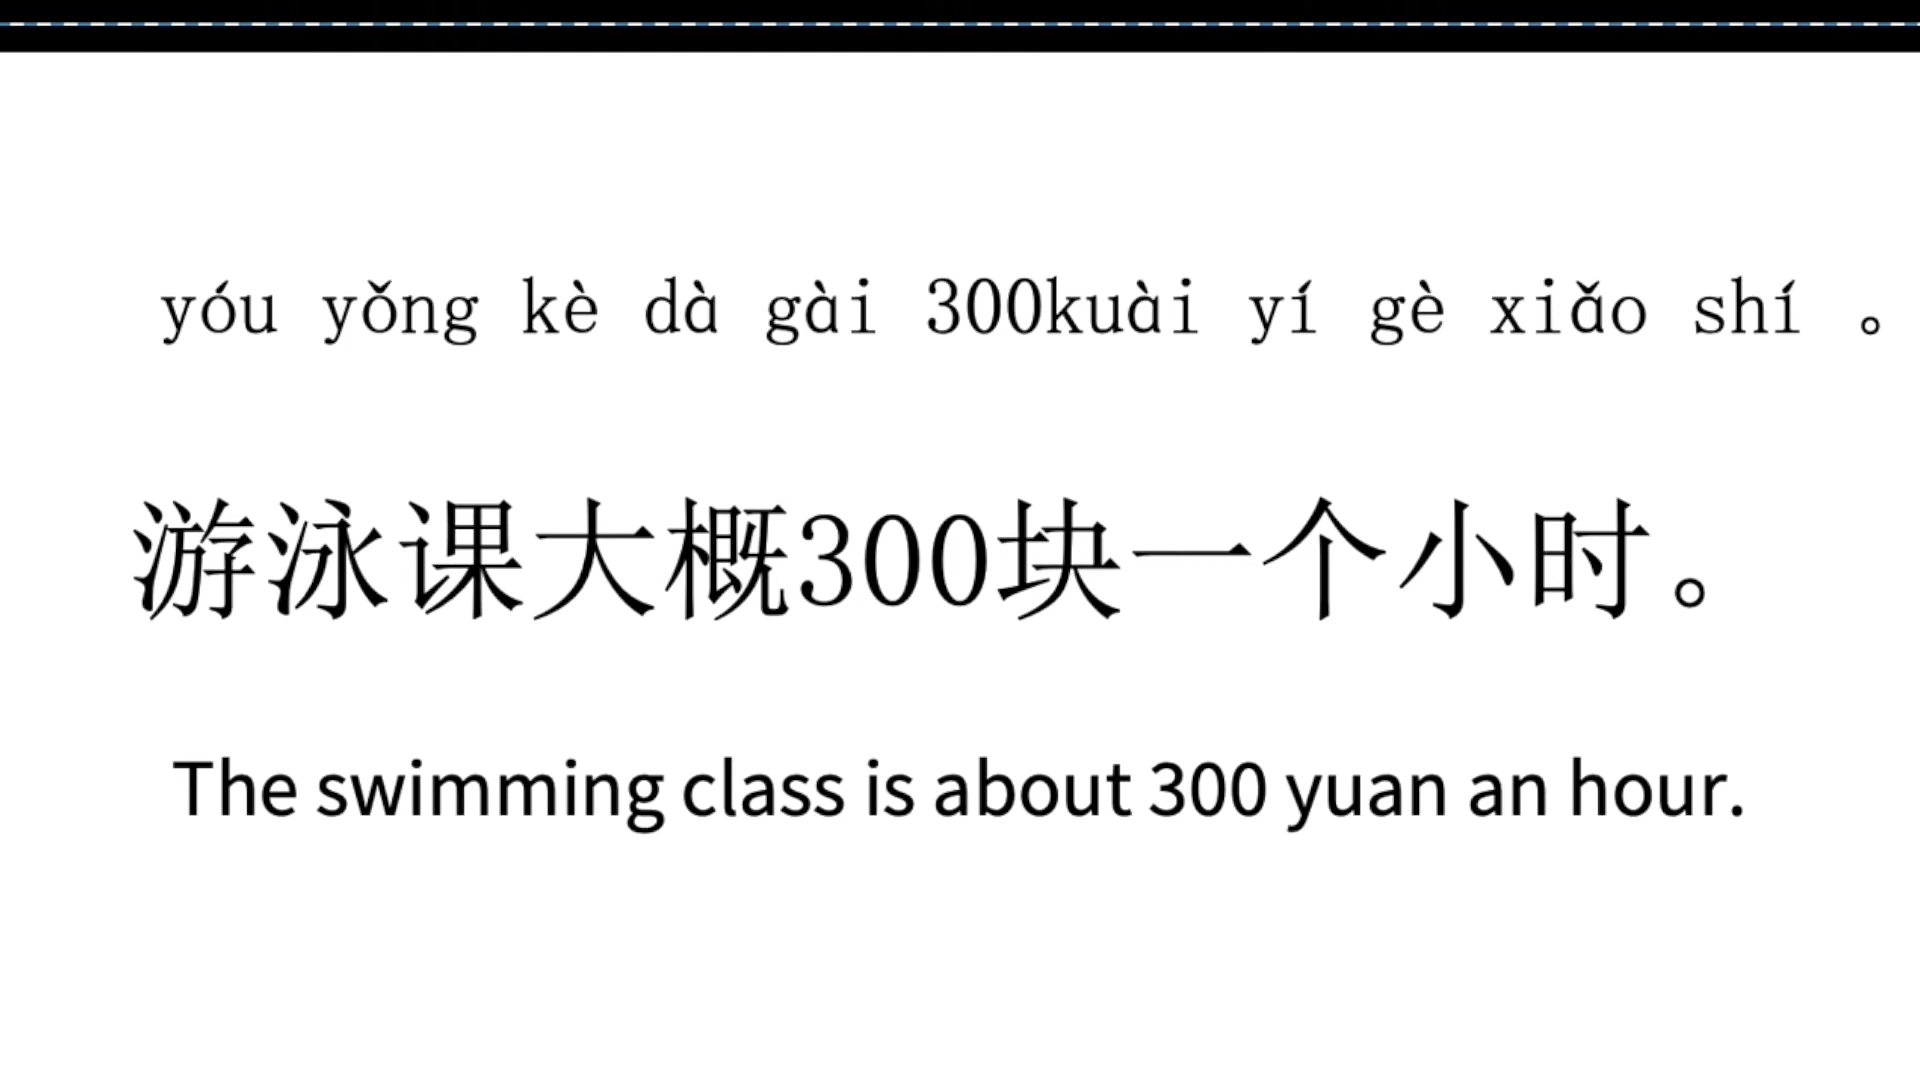 yóu yǒng kè dà gài 300kuài yí gè xiǎo shí 。
游泳课大概300块一个小时。
The swimming class is about 300 yuan an hour.